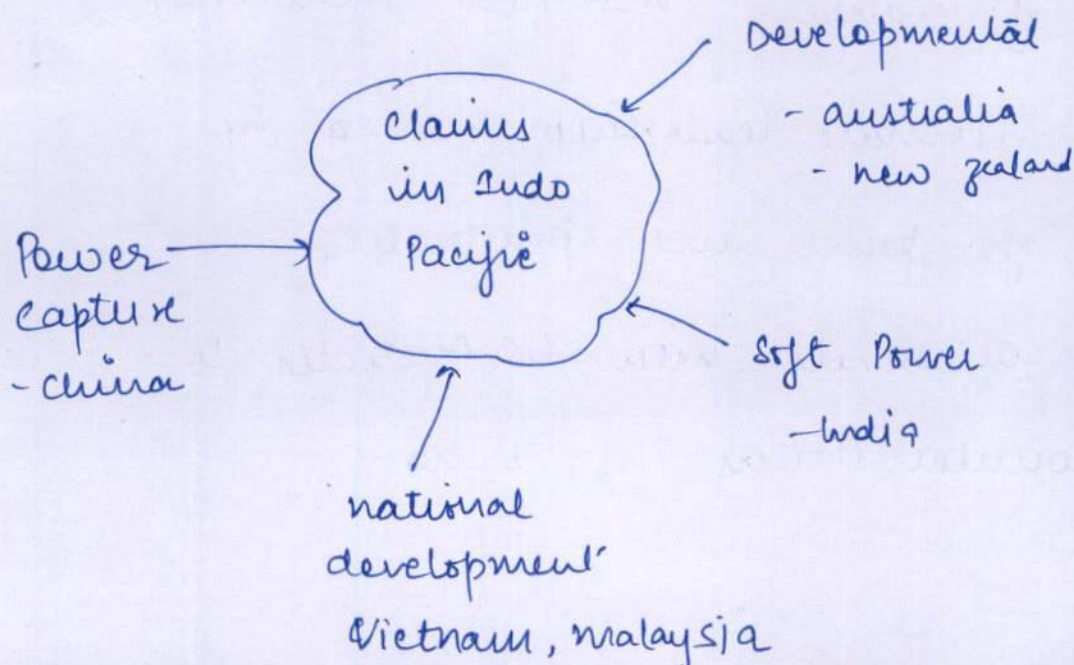 Developmental
- australia
- new zealand
Claims
in Indo
Pacific
Power
capture
- China
Soft Power
- India
national
development
Vietnam, malaysia